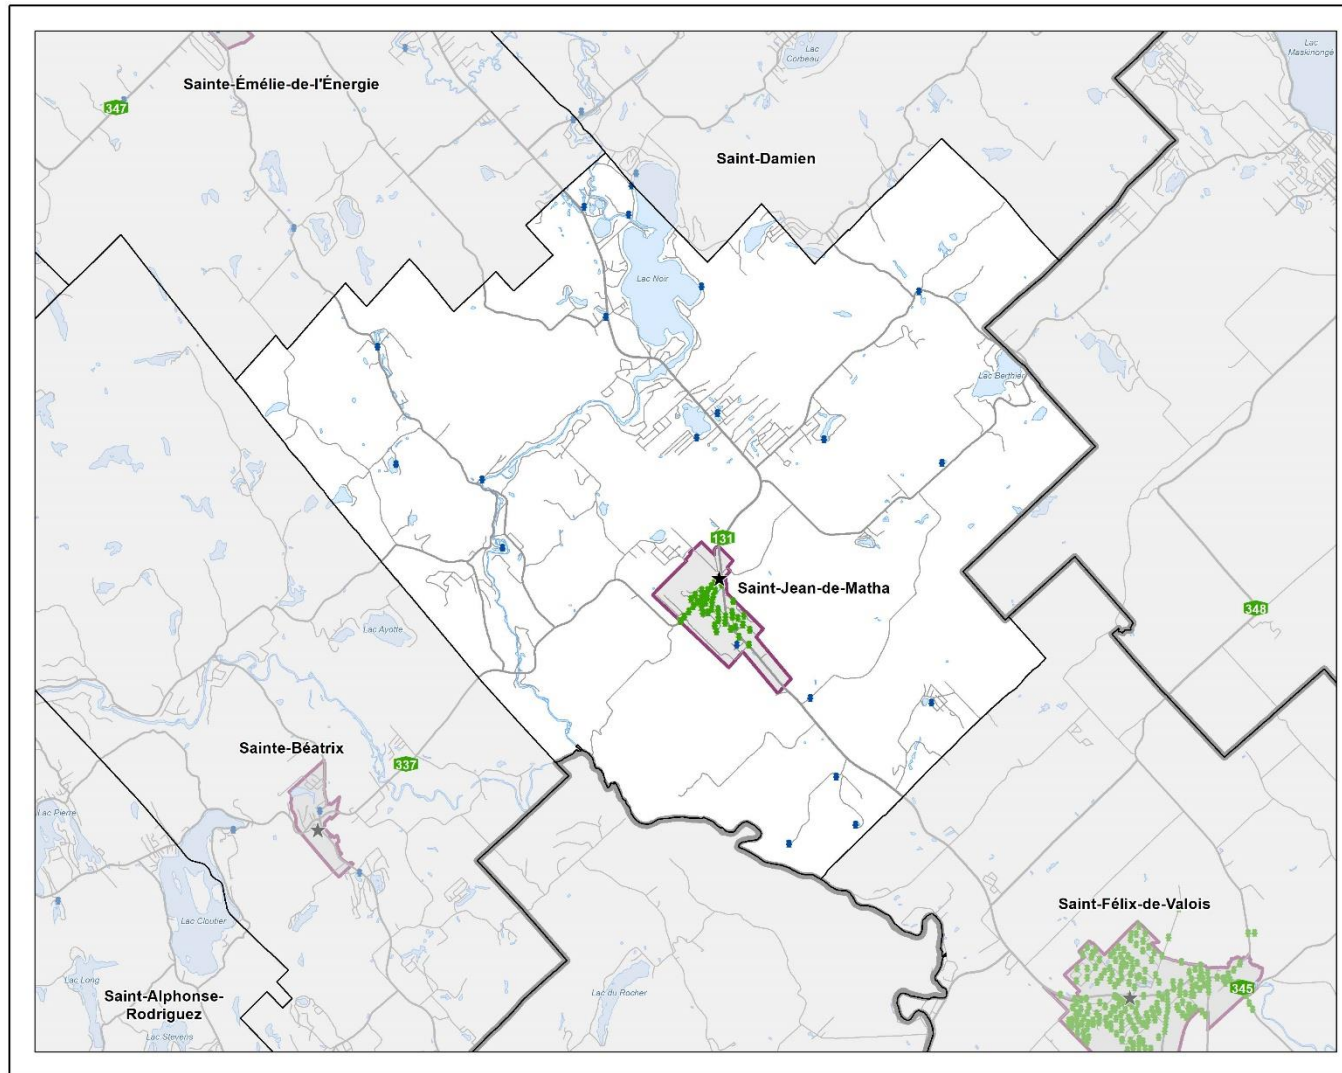 Lac
Corbeau
Lac
Maskinongé
Sainte-Émélie-de-l'Énergie
347
Saint-Damien
Lac Noir
Lac Berthier
131
Saint-Jean-de-Matha
348
Lac Ayotte
Sainte-Béatrix
337
Lac Pierre
Saint-Félix-de-Valois
Lac Cloutier
Lac Long
Lac du Rocher
345
Saint-Alphonse-
Rodriguez
Lac Stevens